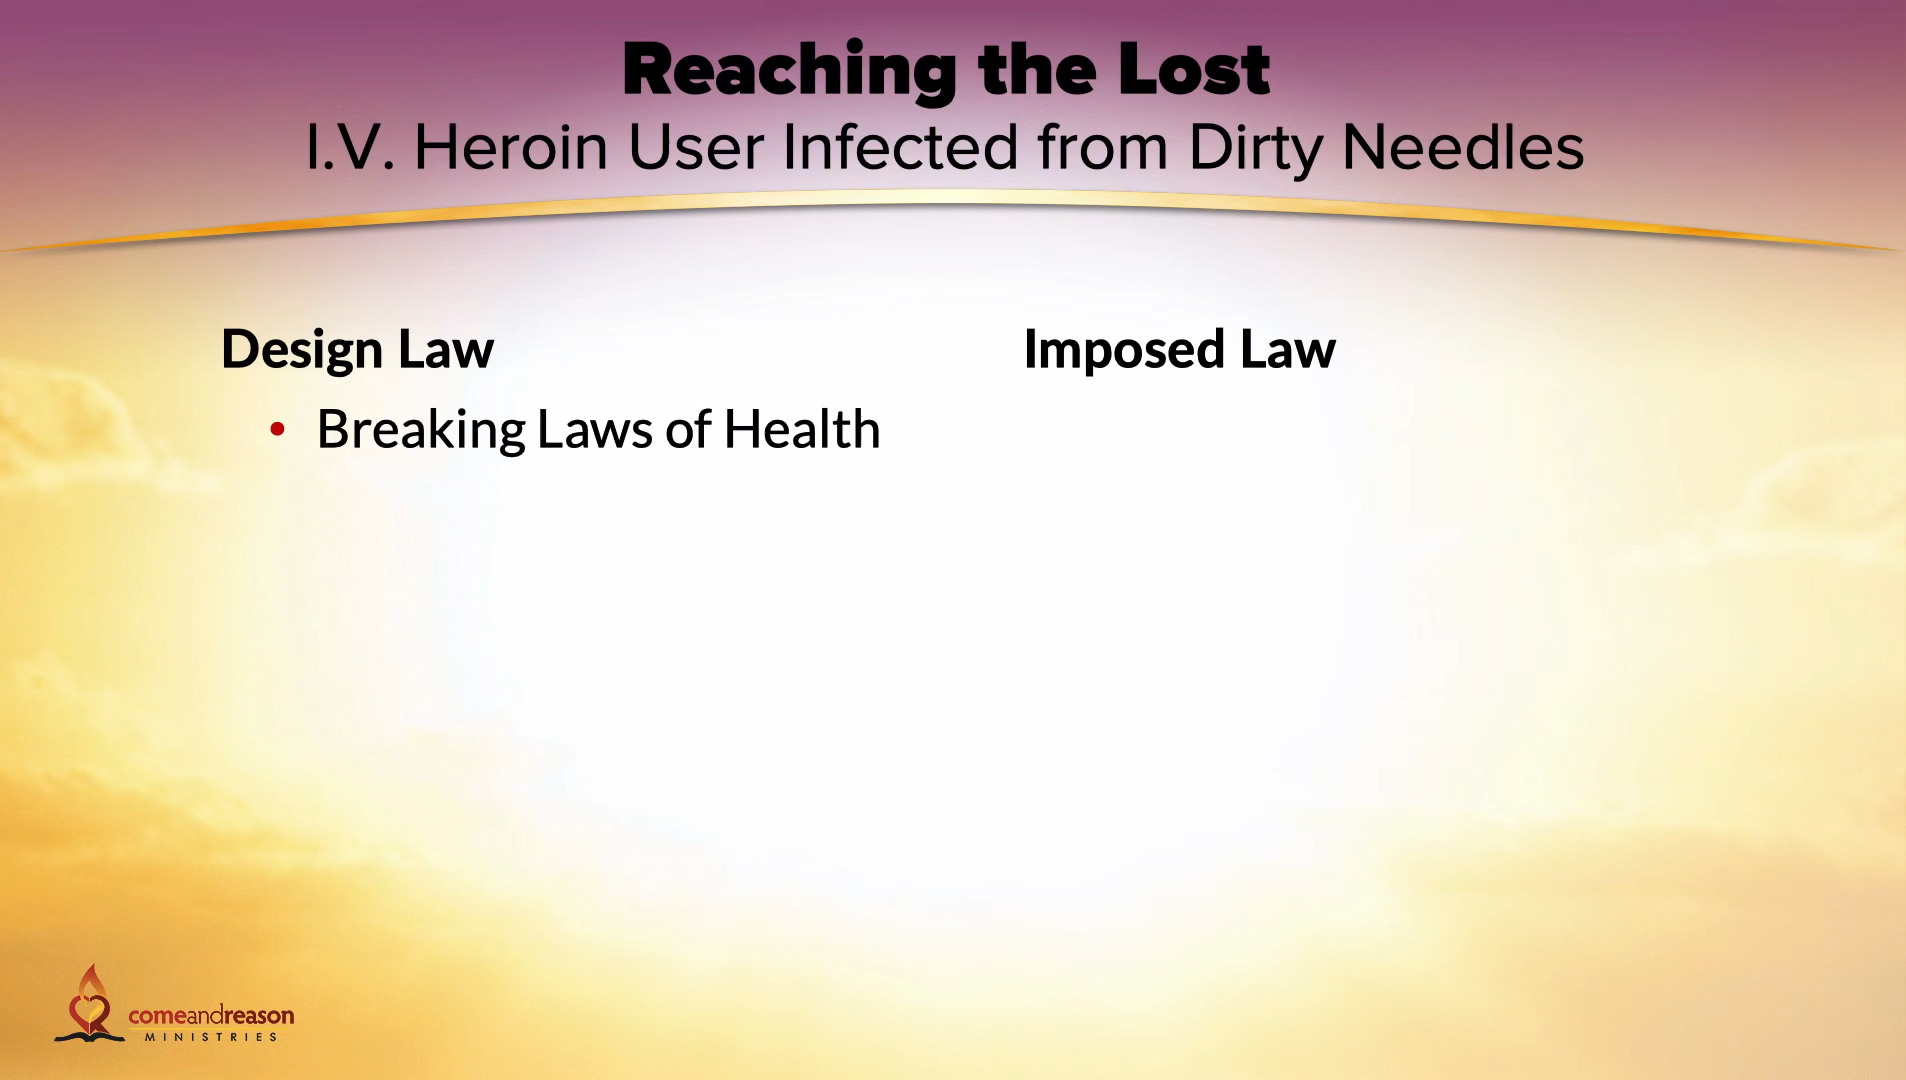 Reaching the Lost
I.V. Heroin User Infected from Dirty Needles
Design Law
• Breaking Laws of Health
Imposed Law
comeandreason
MINISTRIES